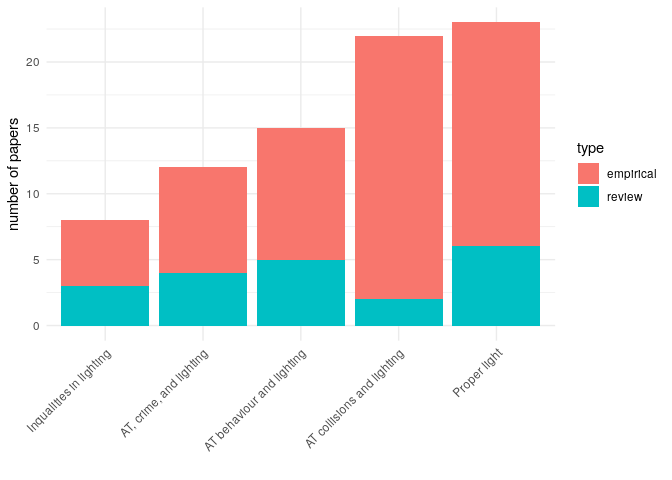 number of papers
20
15
10
5
0
Inqualities in lighting
AT, crime, and lighting
AT behaviour and lighting
AT collisions and lighting
Proper light
type
empirical
review